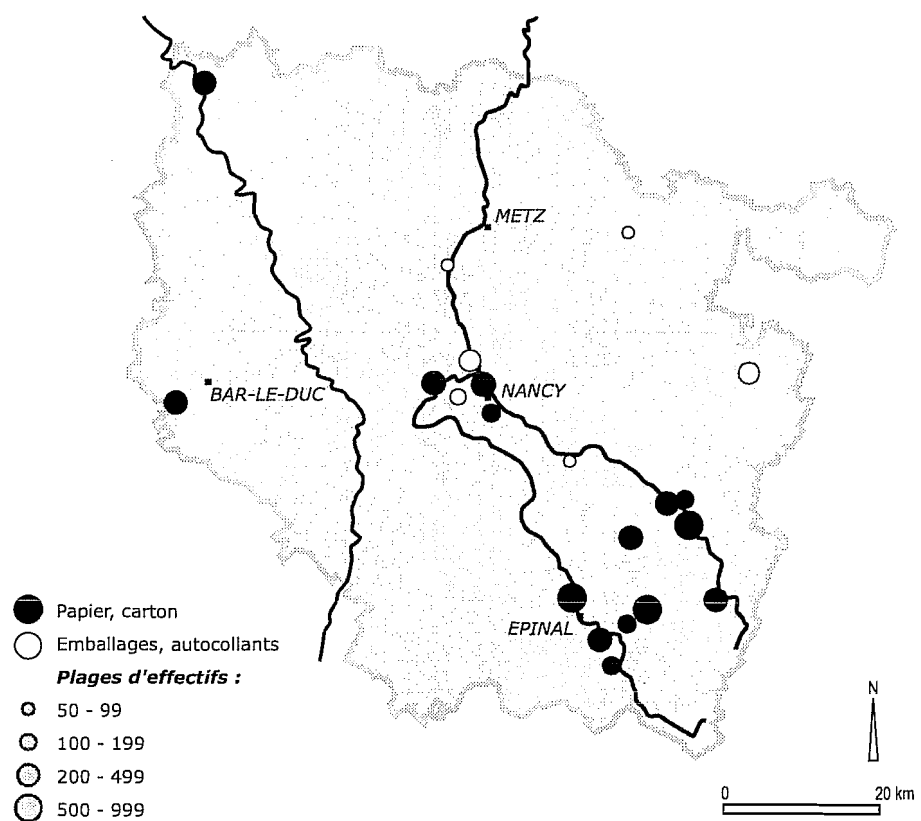 METZ
BAR-LE-DUC
NANCY
EPINAL
Papier, carton
Emballages, autocollants
Plages d'effectifs :
50 - 99
100 - 199
200 - 499
500 - 999
N
0 20 km